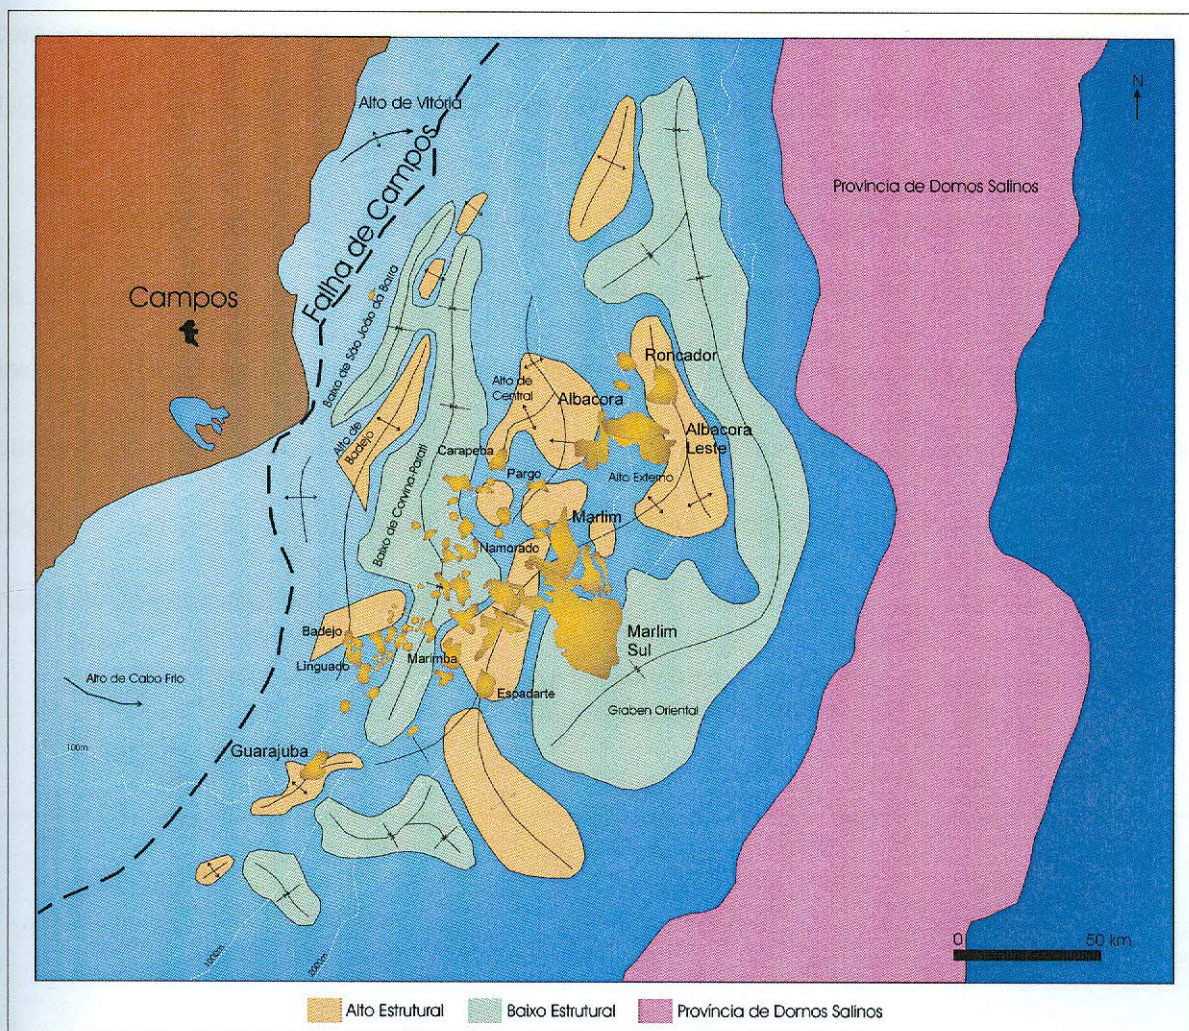 N
Alto de Vitória
Falha de Campos
Província de Domos Salinos
Campos
Baixo de São João da Barra
Roncador
Alto de
Central
Albacora
Alto de
Badejo
Albacora
Leste
Carapeba
Pargo
Alto Externo
Baixo de Corvina-Parati
Marlim
Namorado
Badejo
Linguado
Marimba
Marlim
Sul
Alto de Cabo Frio
Espadarte
Graben Oriental
100m
Guarajuba
1000m
2000m
0 50 km
Alto Estrutural
Baixo Estrutural
Província de Domos Salinos